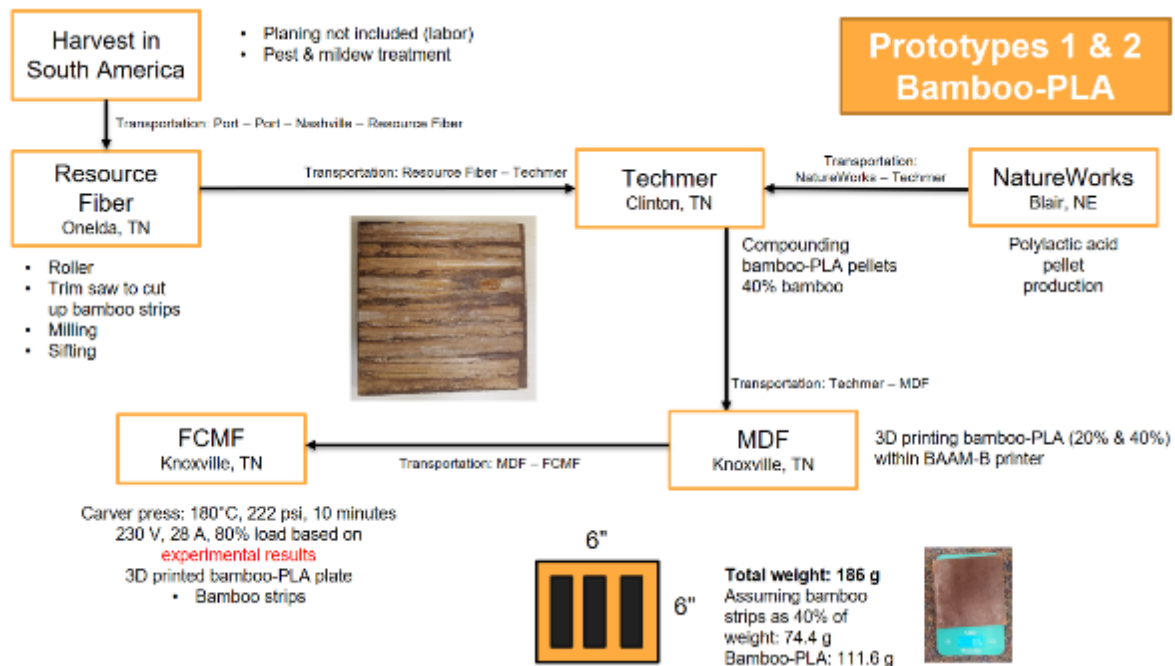 Harvest in
South America
• Planing not included (labor)
• Pest & mildew treatment
Prototypes 1 & 2
Bamboo-PLA
Transportation: Port – Port – Nashville – Resource Fiber
Resource
Fiber
Oneida, TN
Transportation: Resource Fiber – Techmer
Techmer
Clinton, TN
Transportation:
NatureWorks – Techmer
NatureWorks
Blair, NE
• Roller
• Trim saw to cut
up bamboo strips
• Milling
• Sifting
Compounding
bamboo-PLA pellets
40% bamboo
Polylactic acid
pellet
production
Transportation: Techmer – MDF
FCMF
Knoxville, TN
Transportation: MDF – FCMF
MDF
Knoxville, TN
3D printing bamboo-PLA (20% & 40%)
within BAAM-B printer
Carver press: 180°C, 222 psi, 10 minutes
230 V, 28 A, 80% load based on
experimental results
3D printed bamboo-PLA plate
• Bamboo strips
6"
6"
Total weight: 186 g
Assuming bamboo
strips as 40% of
weight: 74.4 g
Bamboo-PLA: 111.6 g